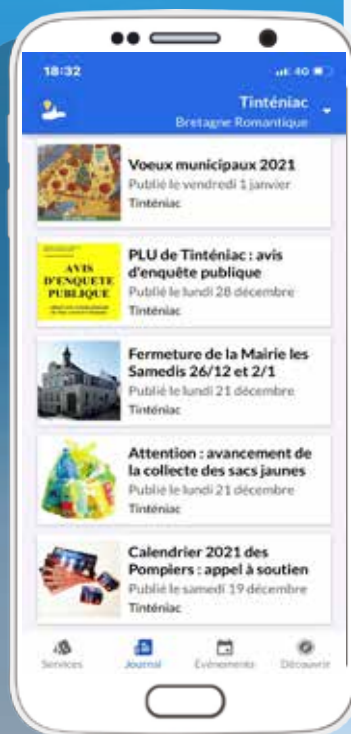 18:32
4G
Tinténiac
Bretagne Romantique
Voeux municipaux 2021
Publié le vendredi 1 janvier
Tinténiac
AVIS
D'ENQUETE
PUBLIQUE
PLU de Tinténiac : avis
d'enquête publique
Publié le lundi 28 décembre
Tinténiac
Fermeture de la Mairie les
Samedis 26/12 et 2/1
Publié le lundi 21 décembre
Tinténiac
Attention : avancement de
la collecte des sacs jaunes
Publié le lundi 21 décembre
Tinténiac
Calendrier 2021 des
Pompiers : appel à soutien
Publié le samedi 19 décembre
Tinténiac
Services
Journal
Evénements
Découvrir